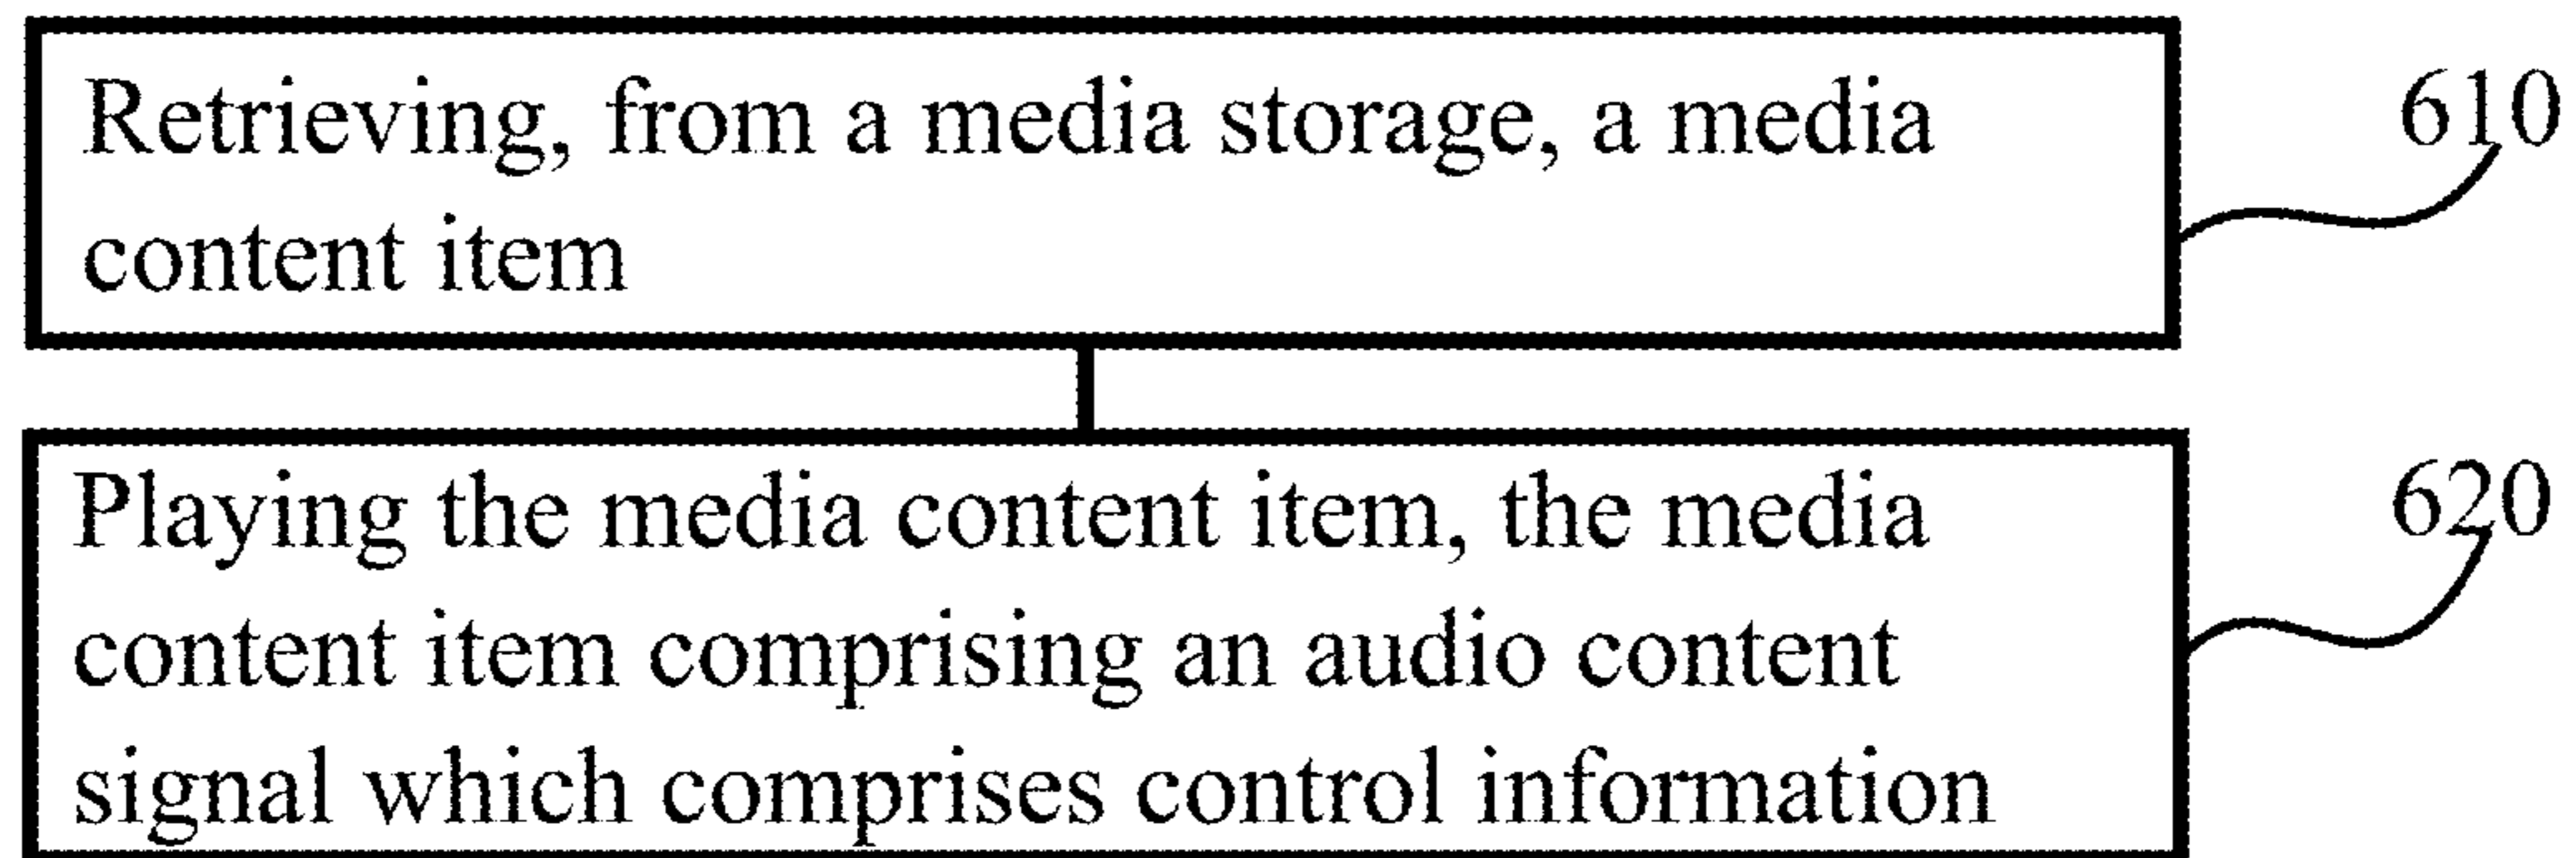 Retrieving, from a media storage, a media
content item
610
Playing the media content item, the media
content item comprising an audio content
signal which comprises control information
620